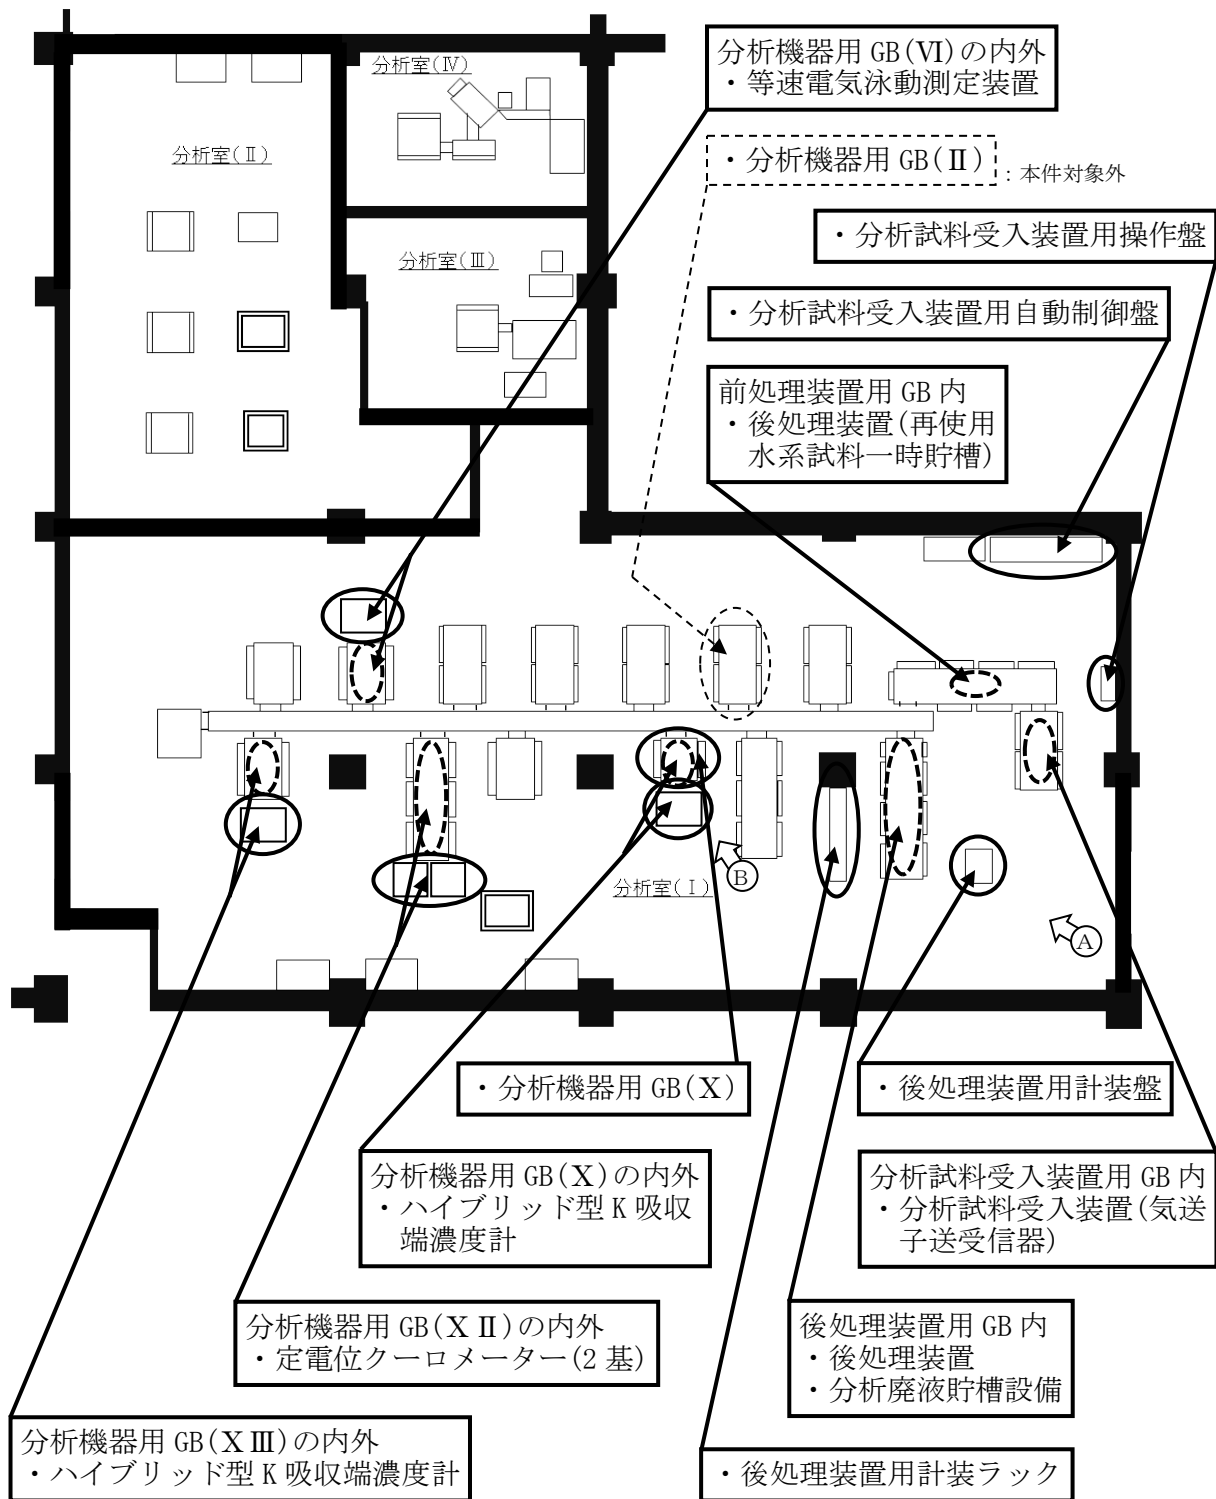 分析機器用 GB(Ⅵ)の内外
・等速電気泳動測定装置
分析室(Ⅳ)
分析室(Ⅱ)
・分析機器用 GB(Ⅱ)
：本件対象外
・分析試料受入装置用操作盤
分析室(Ⅲ)
・分析試料受入装置用自動制御盤
前処理装置用 GB 内
・後処理装置(再使用
水系試料一時貯槽)
分析室(Ⅰ)
B
A
・分析機器用 GB(Ⅹ)
・後処理装置用計装盤
分析機器用 GB(Ⅹ)の内外
・ハイブリッド型 K 吸収
端濃度計
分析試料受入装置用 GB 内
・分析試料受入装置(気送
子送受信器)
分析機器用 GB(ⅩⅡ)の内外
・定電位クーロメーター(2 基)
後処理装置用 GB 内
・後処理装置
・分析廃液貯槽設備
分析機器用 GB(ⅩⅢ)の内外
・ハイブリッド型 K 吸収端濃度計
・後処理装置用計装ラック